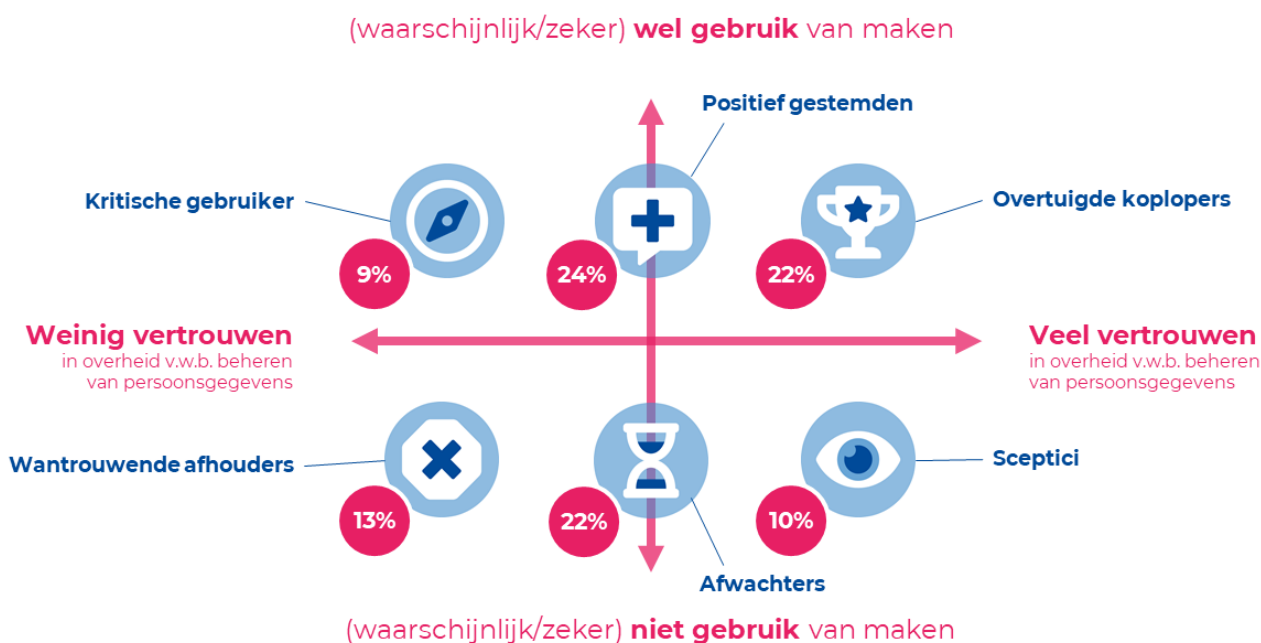 (waarschijnlijk/zeker) wel gebruik van maken
Positief gestemden
Kritische gebruiker
Overtuigde koplopers
9%
24%
22%
Weinig vertrouwen
in overheid v.w.b. beheren
van persoonsgegevens
Veel vertrouwen
in overheid v.w.b. beheren
van persoonsgegevens
Wantrouwende afhouders
Sceptici
13%
22%
10%
Afwachters
(waarschijnlijk/zeker) niet gebruik van maken